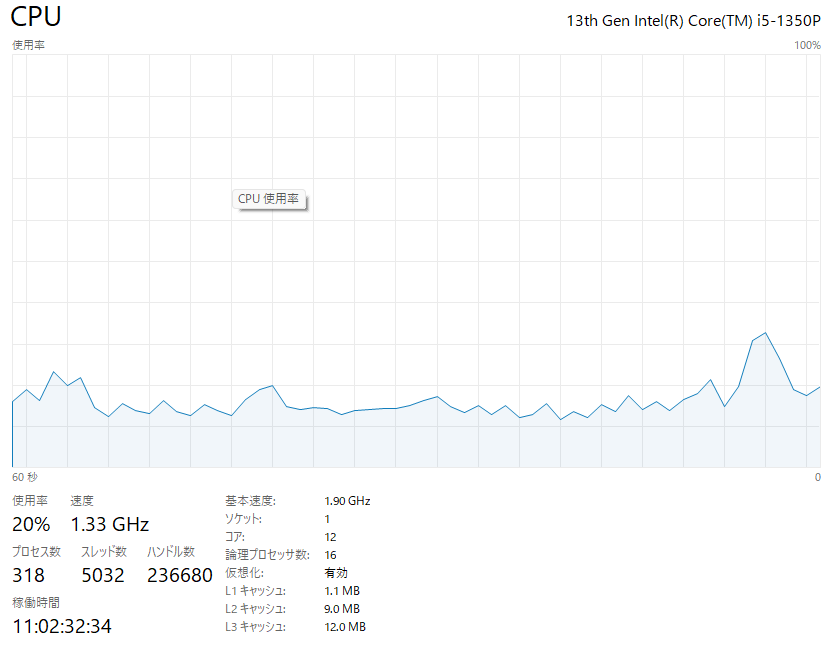 CPU
13th Gen Intel(R) Core(TM) i5-1350P
使用率
100%
CPU 使用率
60 秒
0
使用率 速度
20% 1.33 GHz
プロセス数 スレッド数 ハンドル数
318 5032 236680
稼働時間
11:02:32:34
基本速度: 1.90 GHz
ソケット: 1
コア: 12
論理プロセッサ数: 16
仮想化: 有効
L1 キャッシュ: 1.1 MB
L2 キャッシュ: 9.0 MB
L3 キャッシュ: 12.0 MB